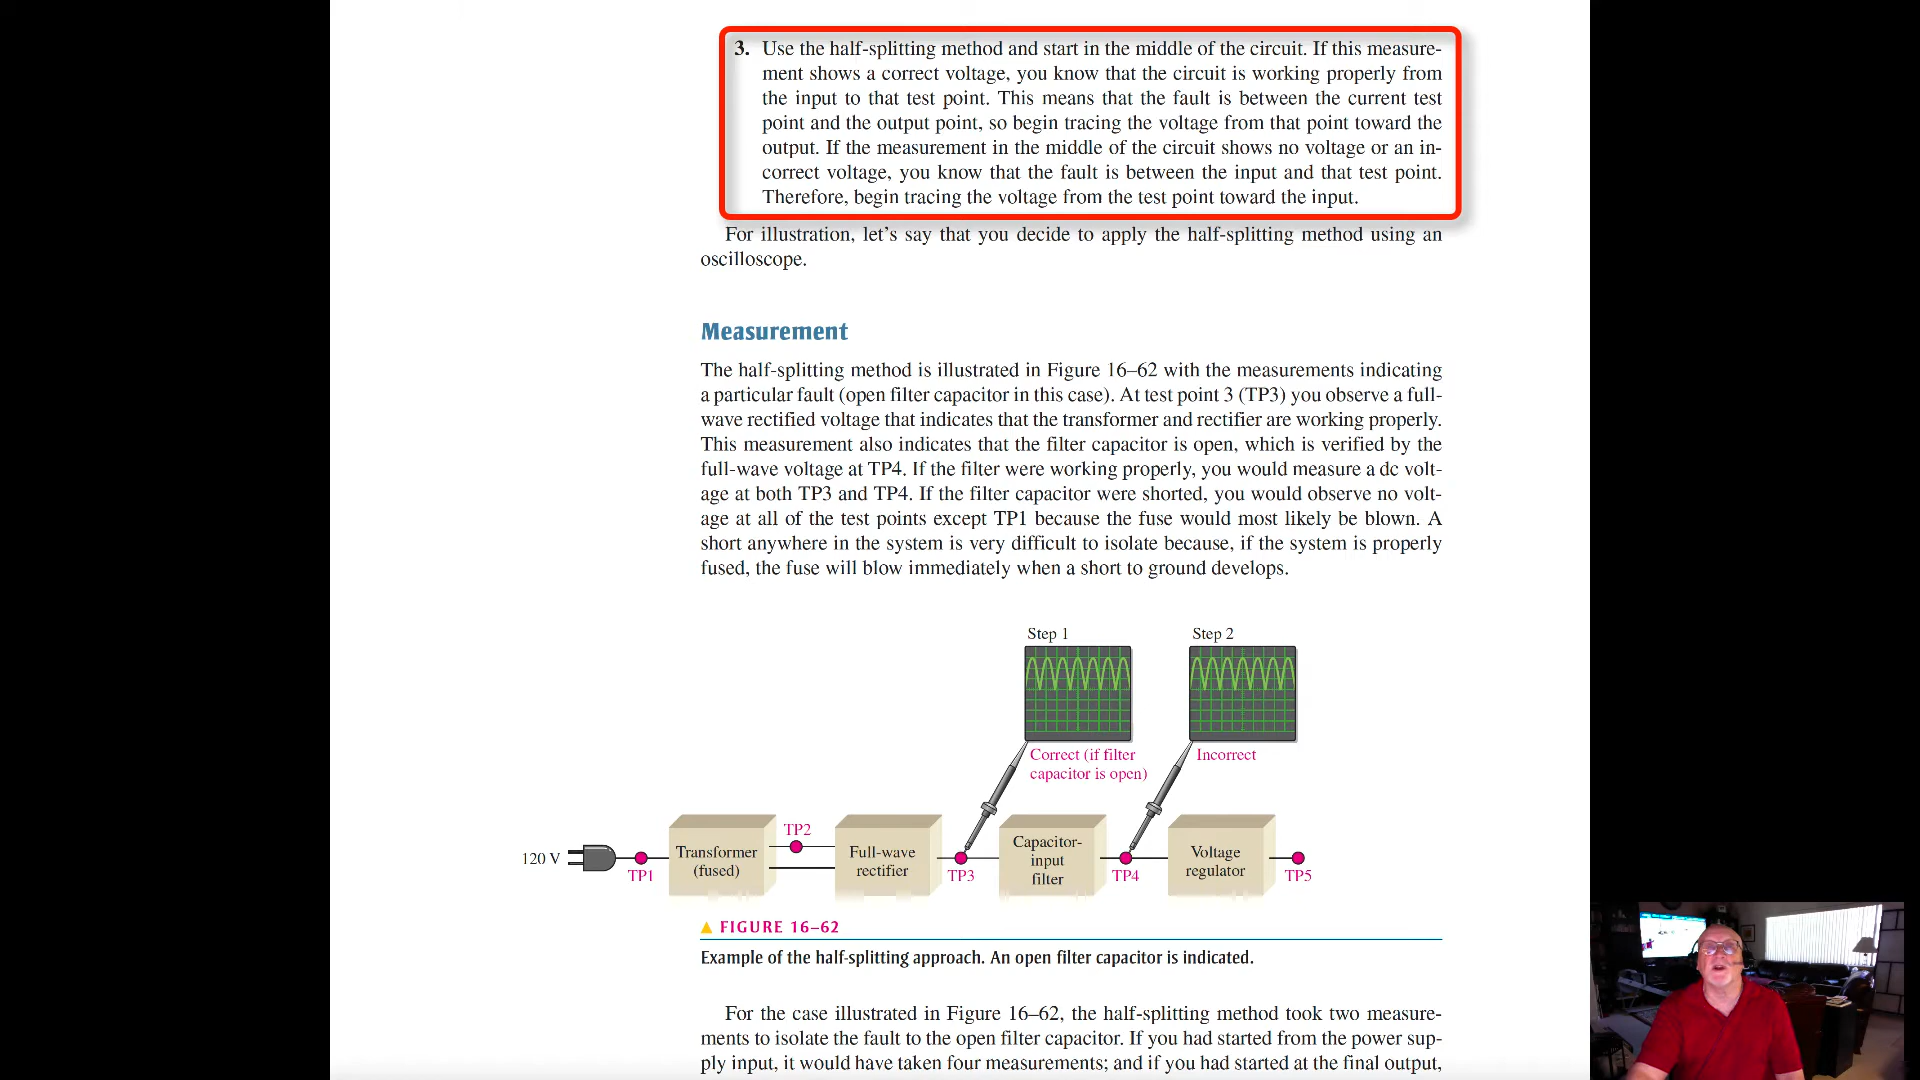 3. Use the half-splitting method and start in the middle of the circuit. If this measure-
ment shows a correct voltage, you know that the circuit is working properly from
the input to that test point. This means that the fault is between the current test
point and the output point, so begin tracing the voltage from that point toward the
output. If the measurement in the middle of the circuit shows no voltage or an in-
correct voltage, you know that the fault is between the input and that test point.
Therefore, begin tracing the voltage from the test point toward the input.
For illustration, let's say that you decide to apply the half-splitting method using an
oscilloscope.
Measurement
The half-splitting method is illustrated in Figure 16–62 with the measurements indicating
a particular fault (open filter capacitor in this case). At test point 3 (TP3) you observe a full-
wave rectified voltage that indicates that the transformer and rectifier are working properly.
This measurement also indicates that the filter capacitor is open, which is verified by the
full-wave voltage at TP4. If the filter were working properly, you would measure a dc volt-
age at both TP3 and TP4. If the filter capacitor were shorted, you would observe no volt-
age at all of the test points except TP1 because the fuse would most likely be blown. A
short anywhere in the system is very difficult to isolate because, if the system is properly
fused, the fuse will blow immediately when a short to ground develops.
Step 1
Step 2
Correct (if filter
capacitor is open)
Incorrect
120 V
TP1
Transformer
(fused)
TP2
Full-wave
rectifier
TP3
Capacitor-
input
filter
TP4
Voltage
regulator
TP5
▲ FIGURE 16–62
Example of the half-splitting approach. An open filter capacitor is indicated.
For the case illustrated in Figure 16–62, the half-splitting method took two measure-
ments to isolate the fault to the open filter capacitor. If you had started from the power sup-
ply input, it would have taken four measurements; and if you had started at the final output,